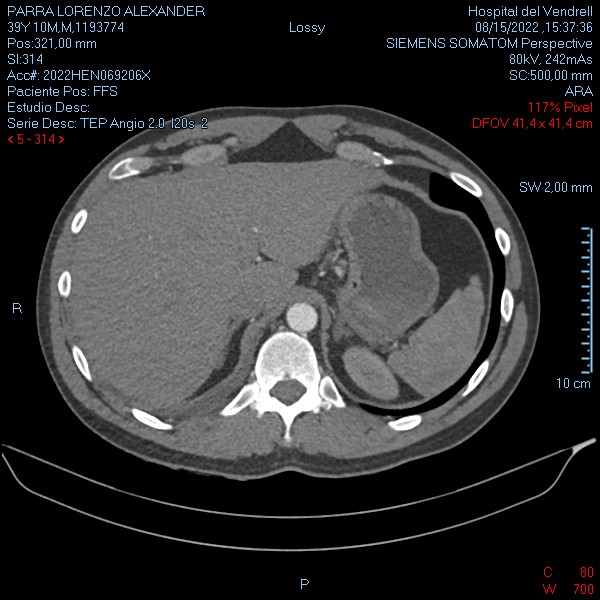 PARRA LORENZO ALEXANDER
39Y 10M,M,1193774
Pos:321,00 mm
SI:314
Acc#: 2022HEN069206X
Paciente Pos: FFS
Estudio Desc:
Serie Desc: TEP Angio 2.0 I20s 2
< 5 - 314 >
Lossy
Hospital del Vendrell
08/15/2022 ,15:37:36
SIEMENS SOMATOM Perspective
80kV, 242mAs
SC:500,00 mm
ARA
117% Pixel
DFOV 41,4 x 41,4 cm
SW 2,00 mm
R
10 cm
P
C 80
W 700